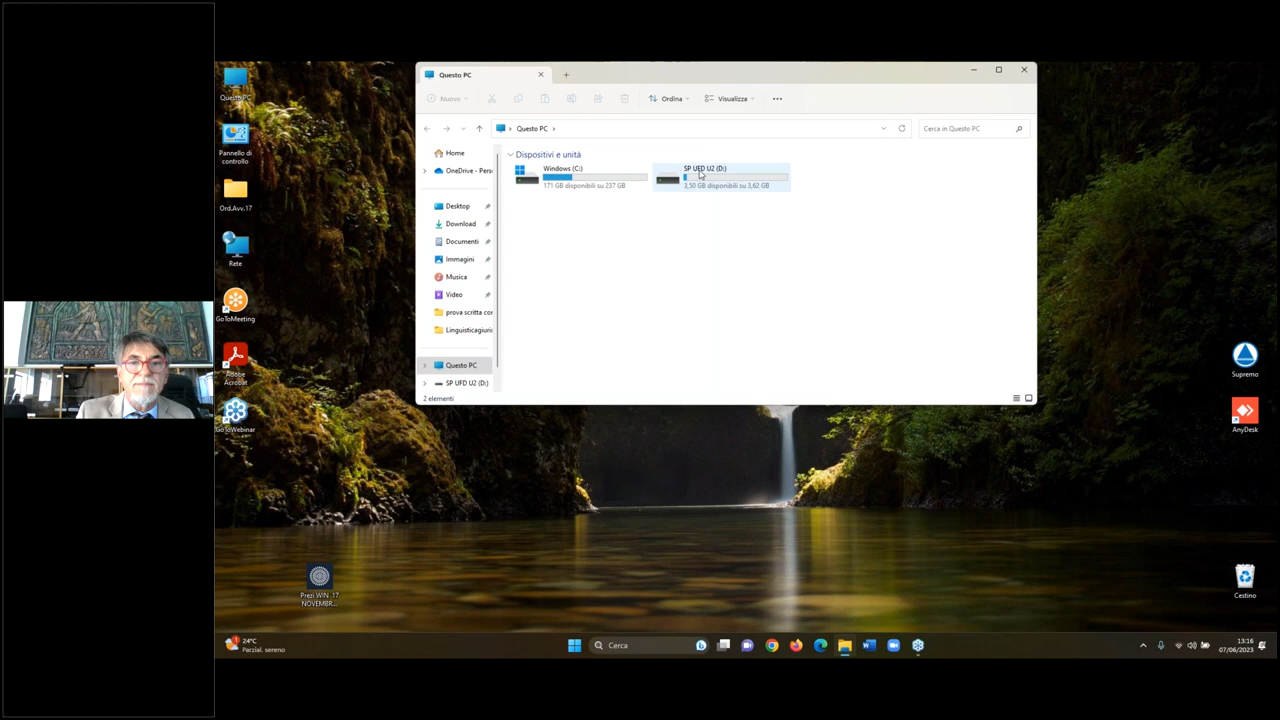 Questo PC
Pannello di
controllo
Ord.Avv.17
Rete
GoToMeeting
Adobe
Acrobat
GoToWebinar
Prezi WIN .17
NOVEMBR...
Questo PC
Nuovo
Ordina
Visualizza
Questo PC
Cerca in Questo PC
Home
OneDrive - Pers
Desktop
Download
Documenti
Immagini
Musica
Video
prova scritta cor
Linguisticagiuric
Questo PC
SP UFD U2 (D:)
Dispositivi e unità
Windows (C:)
171 GB disponibili su 237 GB
SP UFD U2 (D:)
3,50 GB disponibili su 3,62 GB
2 elementi
Supremo
AnyDesk
Cestino
1
24°C
Parzial. sereno
Cerca
13:16
07/06/2023